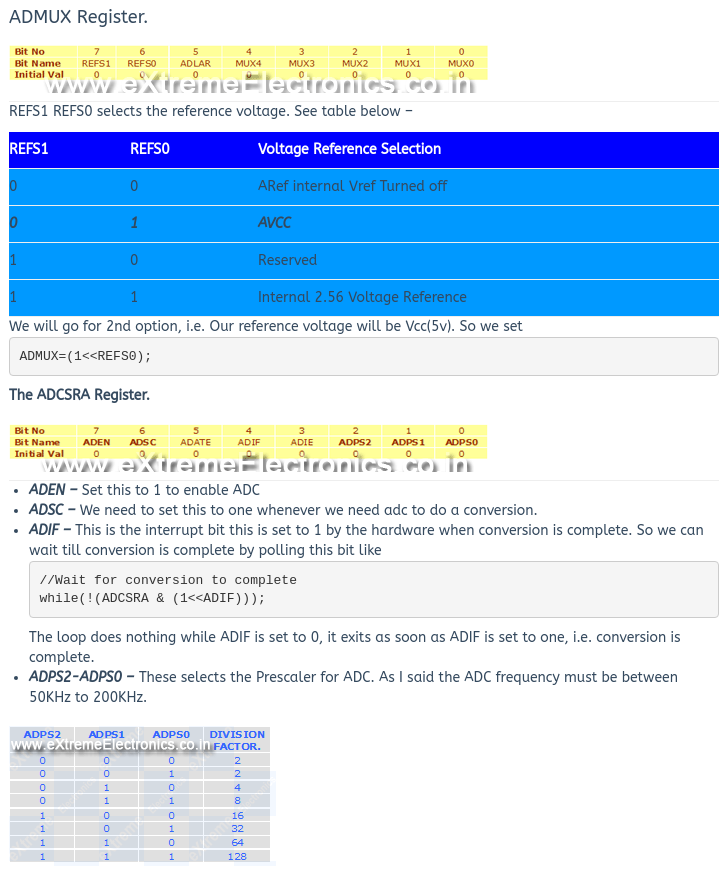 ADMUX Register.
Bit No 7 6 5 4 3 2 1 0
Bit Name REFS1 REFS0 ADLAR MUX4 MUX3 MUX2 MUX1 MUX0
Initial Val 0 0 0 0 0 0 0 0
www.eXtremeElectronics.co.in
REFS1 REFS0 selects the reference voltage. See table below –
REFS1 REFS0 Voltage Reference Selection
0 0 ARef internal Vref Turned off
0 1 AVCC
1 0 Reserved
1 1 Internal 2.56 Voltage Reference
We will go for 2nd option, i.e. Our reference voltage will be Vcc(5v). So we set
ADMUX=(1<<REFS0);
The ADCSRA Register.
Bit No 7 6 5 4 3 2 1 0
Bit Name ADEN ADSC ADATE ADIF ADIE ADPS2 ADPS1 ADPS0
Initial Val 0 0 0 0 0 0 0 0
www.eXtremeElectronics.co.in
• ADEN – Set this to 1 to enable ADC
• ADSC – We need to set this to one whenever we need adc to do a conversion.
• ADIF – This is the interrupt bit this is set to 1 by the hardware when conversion is complete. So we can
wait till conversion is complete by polling this bit like
//Wait for conversion to complete
while(!(ADCSRA & (1<<ADIF)));
The loop does nothing while ADIF is set to 0, it exits as soon as ADIF is set to one, i.e. conversion is
complete.
• ADPS2-ADPS0 – These selects the Prescaler for ADC. As I said the ADC frequency must be between
50KHz to 200KHz.
ADPS2 ADPS1 ADPS0 DIVISION
FACTOR.
www.eXtremeElectronics.co.in
0 0 0 2
0 0 1 2
0 1 0 4
0 1 1 8
1 0 0 16
1 0 1 32
1 1 0 64
1 1 1 128